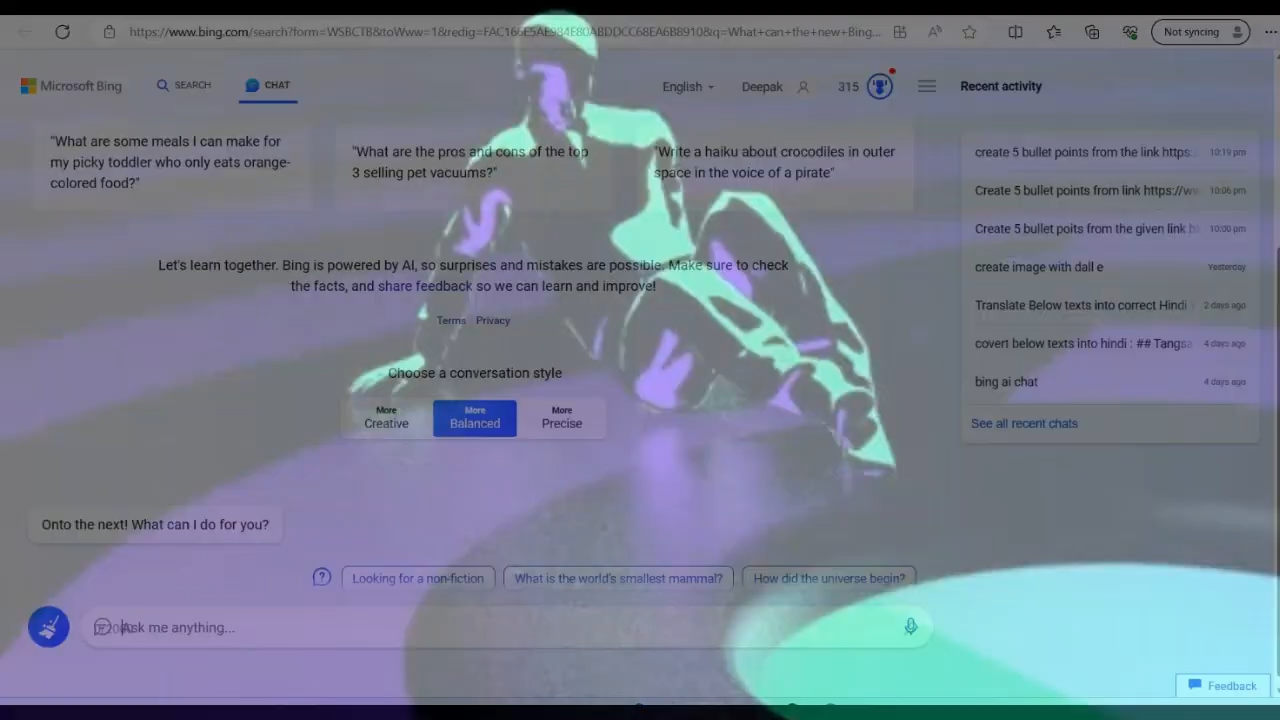 https://www.bing.com/search?form=WSBCTB&toWww=1&redig=FAC166E5AE984E80ABDDCC68EA6B8910&q=What+can+the+new+Bing...
Not syncing
Microsoft Bing
SEARCH
CHAT
English
Deepak
315
Recent activity
"What are some meals I can make for
my picky toddler who only eats orange-
colored food?"
"What are the pros and cons of the top
3 selling pet vacuums?"
"Write a haiku about crocodiles in outer
space in the voice of a pirate"
create 5 bullet points from the link https: 10:19 pm
Create 5 bullet points from link https://w 10:06 pm
Create 5 bullet poits from the given link 10:00 pm
create image with dall e Yesterday
Translate Below texts into correct Hindi : 2 days ago
covert below texts into hindi : ## Tangsa 4 days ago
bing ai chat 4 days ago
See all recent chats
Let's learn together. Bing is powered by AI, so surprises and mistakes are possible. Make sure to check
the facts, and share feedback so we can learn and improve!
Terms Privacy
Choose a conversation style
More More More
Creative Balanced Precise
Onto the next! What can I do for you?
Looking for a non-fiction What is the world's smallest mammal? How did the universe begin?
Ask me anything...
Feedback